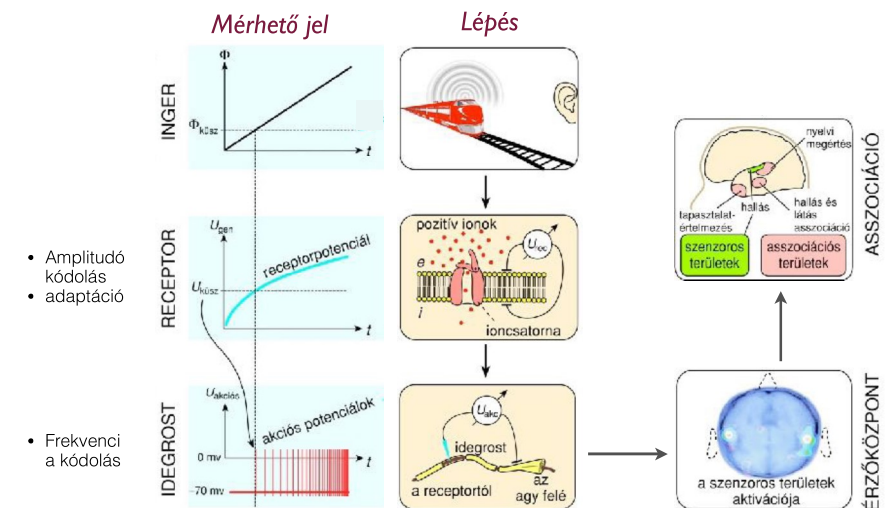 Mérhető jel
Lépés
INGER
Φ
Φküsz
t
RECEPTOR
Ugen
receptorpotenciál
Uküsz
t
• Amplitudó
kódolás
• adaptáció
pozitív ionok
Urec
e
i
ioncsatorna
IDEGROST
Uakciós
akciós potenciálok
0 mv
t
–70 mv
• Frekvenci
a kódolás
Uakc
idegrost
a receptortól
az
agy felé
ÉRZŐKÖZPONT
a szenzoros területek
aktivációja
ASSZOCIÁCIÓ
nyelvi
megértés
tapasztalat-
értelmezés
hallás
hallás és
látás
asszociáció
szenzoros
területek
asszociációs
területek